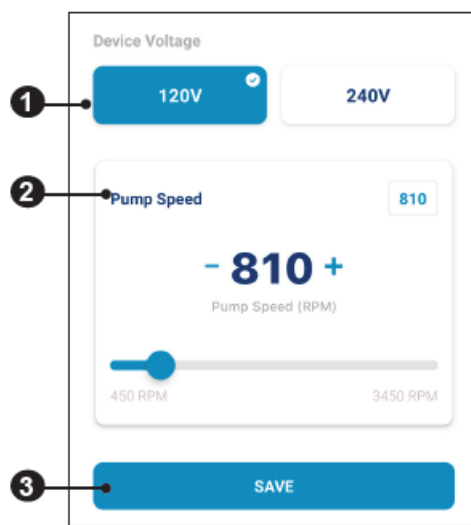 Device Voltage
1 120V 240V
2 Pump Speed 810
- 810 +
Pump Speed (RPM)
450 RPM 3450 RPM
3 SAVE